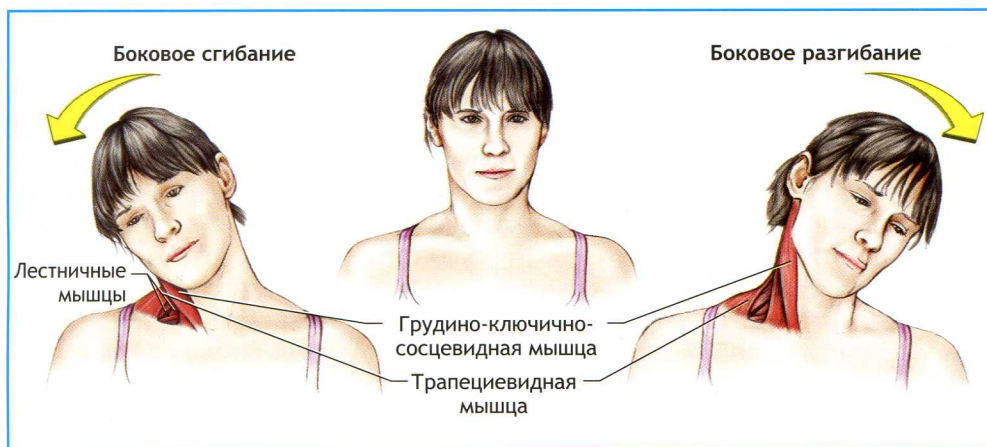 Боковое сгибание
Боковое разгибание
Лестничные
мышцы
Грудино-ключично-
сосцевидная мышца
Трапециевидная
мышца